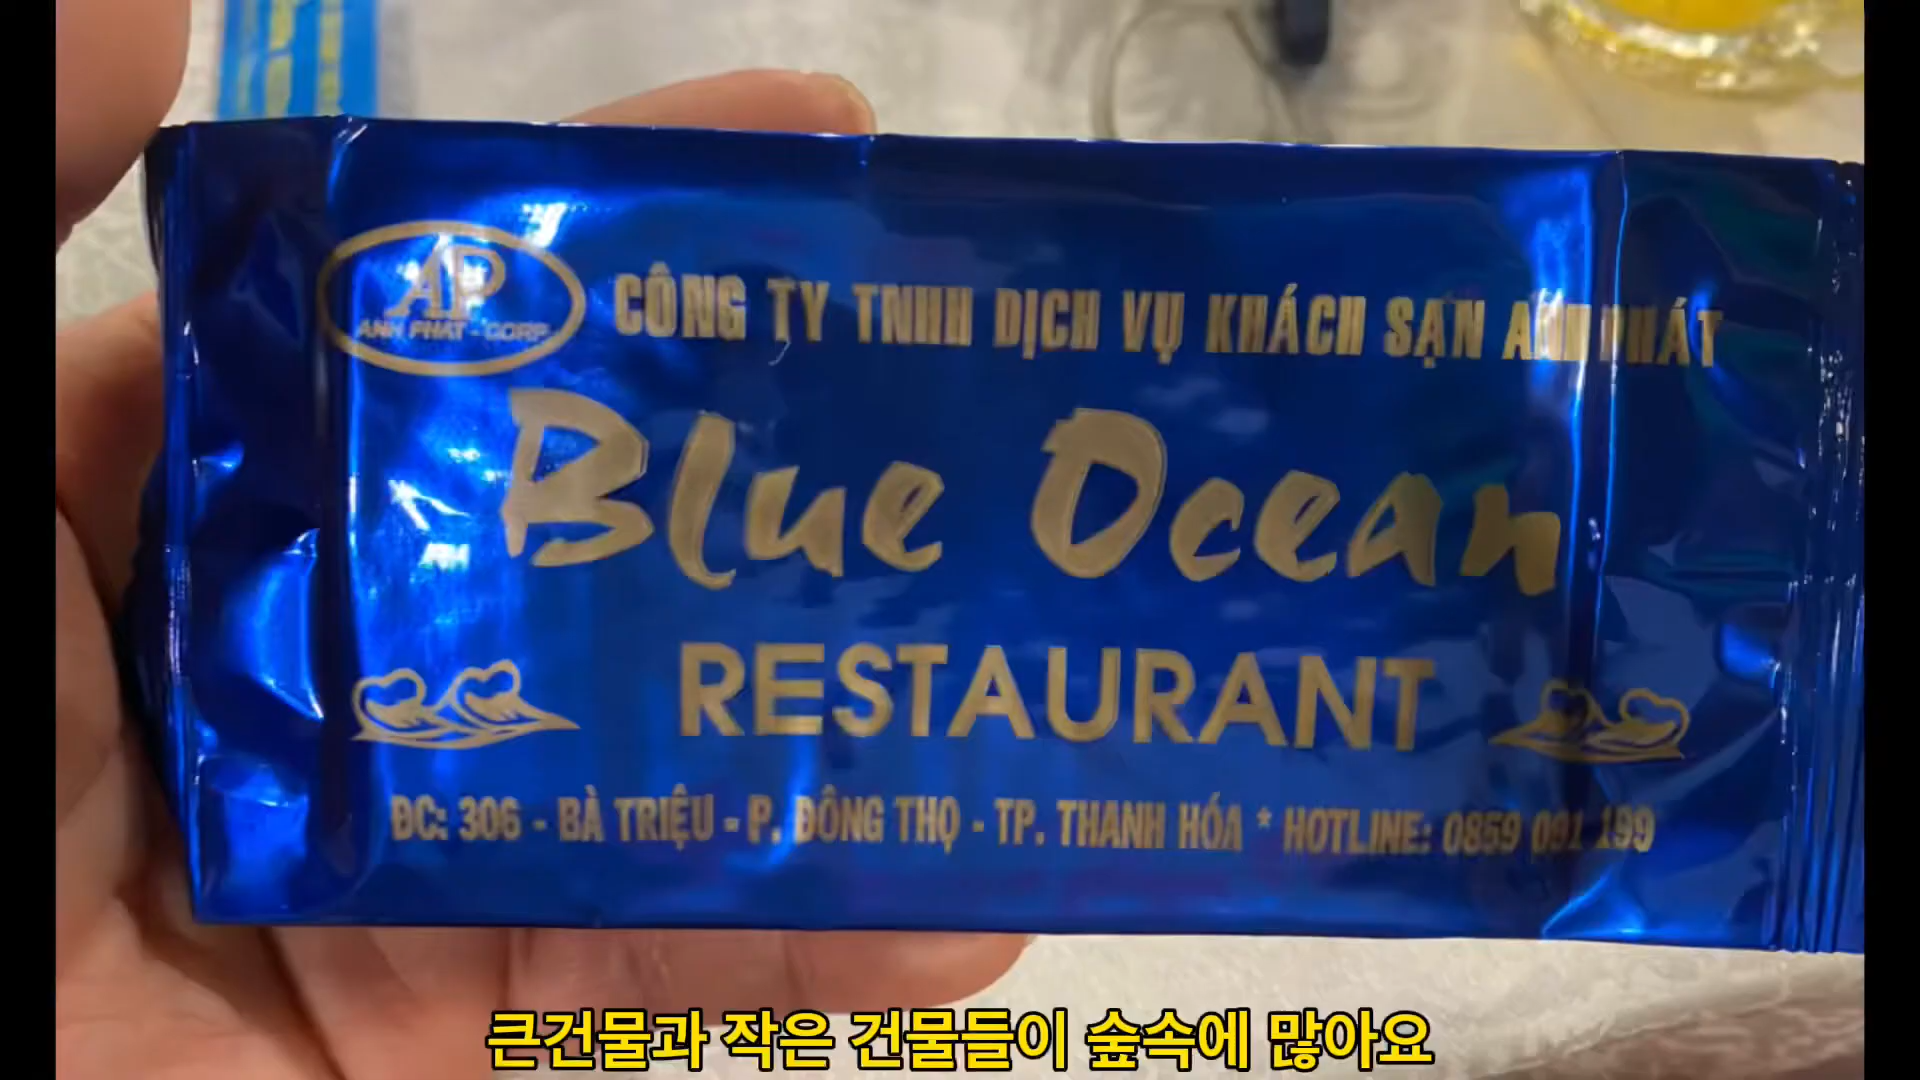 AP
ANH PHAT - CORP
CÔNG TY TNHH DỊCH VỤ KHÁCH SẠN ANH PHÁT
Blue Ocean
RESTAURANT
ĐC: 306 - BÀ TRIỆU - P. ĐÔNG THỌ - TP. THANH HÓA * HOTLINE: 0859 091 199
큰건물과 작은 건물들이 숲속에 많아요